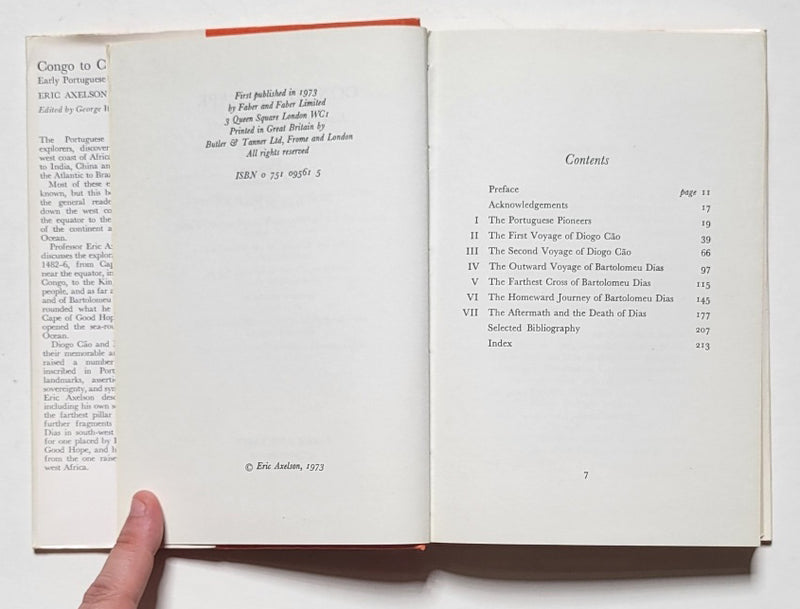 Congo to C
Early Portuguese
ERIC AXELSON
Edited by George
The Portuguese
explorers, discover
west coast of Africa
to India, China an
the Atlantic to Bra
Most of these e
known, but this b
the general reade
down the west co
the equator to the
of the continent a
Ocean.
Professor Eric A
discusses the explor
1482–6, from Cap
near the equator, in
Congo, to the Kin
people, and as far a
and of Bartolomeu
rounded what he
Cape of Good Hop
opened the sea-rou
Ocean.
Diogo Cão and
their memorable a
raised a number
inscribed in Port
landmarks, asserti
sovereignty, and syn
Eric Axelson desc
including his own s
the farthest pillar
further fragments
Dias in south-west
for one placed by
Good Hope, and h
from the one raise
west Africa.
First published in 1973
by Faber and Faber Limited
3 Queen Square London WC1
Printed in Great Britain by
Butler & Tanner Ltd, Frome and London
All rights reserved
ISBN 0 751 09561 5
© Eric Axelson, 1973
Contents
Preface page 11
Acknowledgements 17
I The Portuguese Pioneers 19
II The First Voyage of Diogo Cão 39
III The Second Voyage of Diogo Cão 66
IV The Outward Voyage of Bartolomeu Dias 97
V The Farthest Cross of Bartolomeu Dias 115
VI The Homeward Journey of Bartolomeu Dias 145
VII The Aftermath and the Death of Dias 177
Selected Bibliography 207
Index 213
7